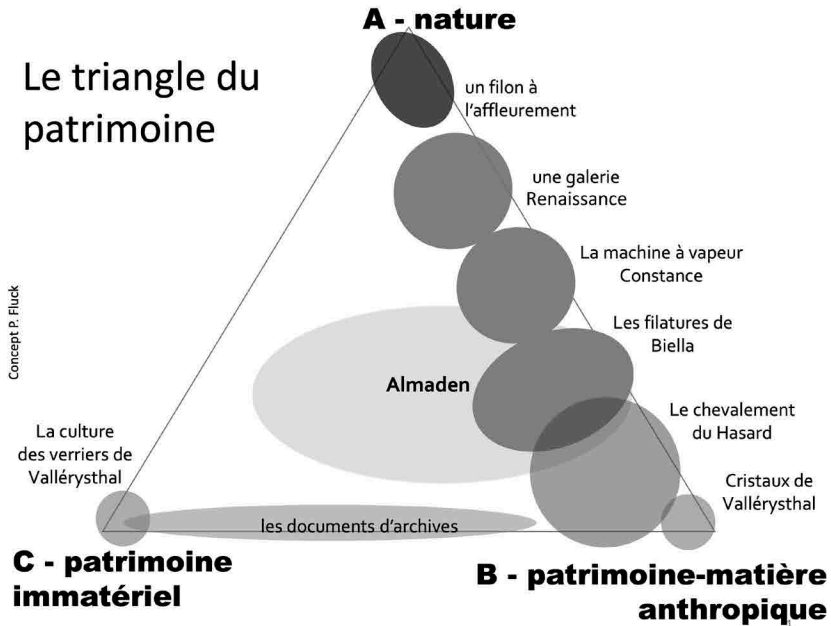 A - nature
Le triangle du
patrimoine
un filon à
l'affleurement
une galerie
Renaissance
La machine à vapeur
Constance
Concept P. Fluck
Les filatures de
Biella
Almaden
Le chevalement
du Hasard
La culture
des verriers de
Vallérysthal
Cristaux de
Vallérysthal
les documents d'archives
C - patrimoine
immatériel
B - patrimoine-matière
anthropique
1